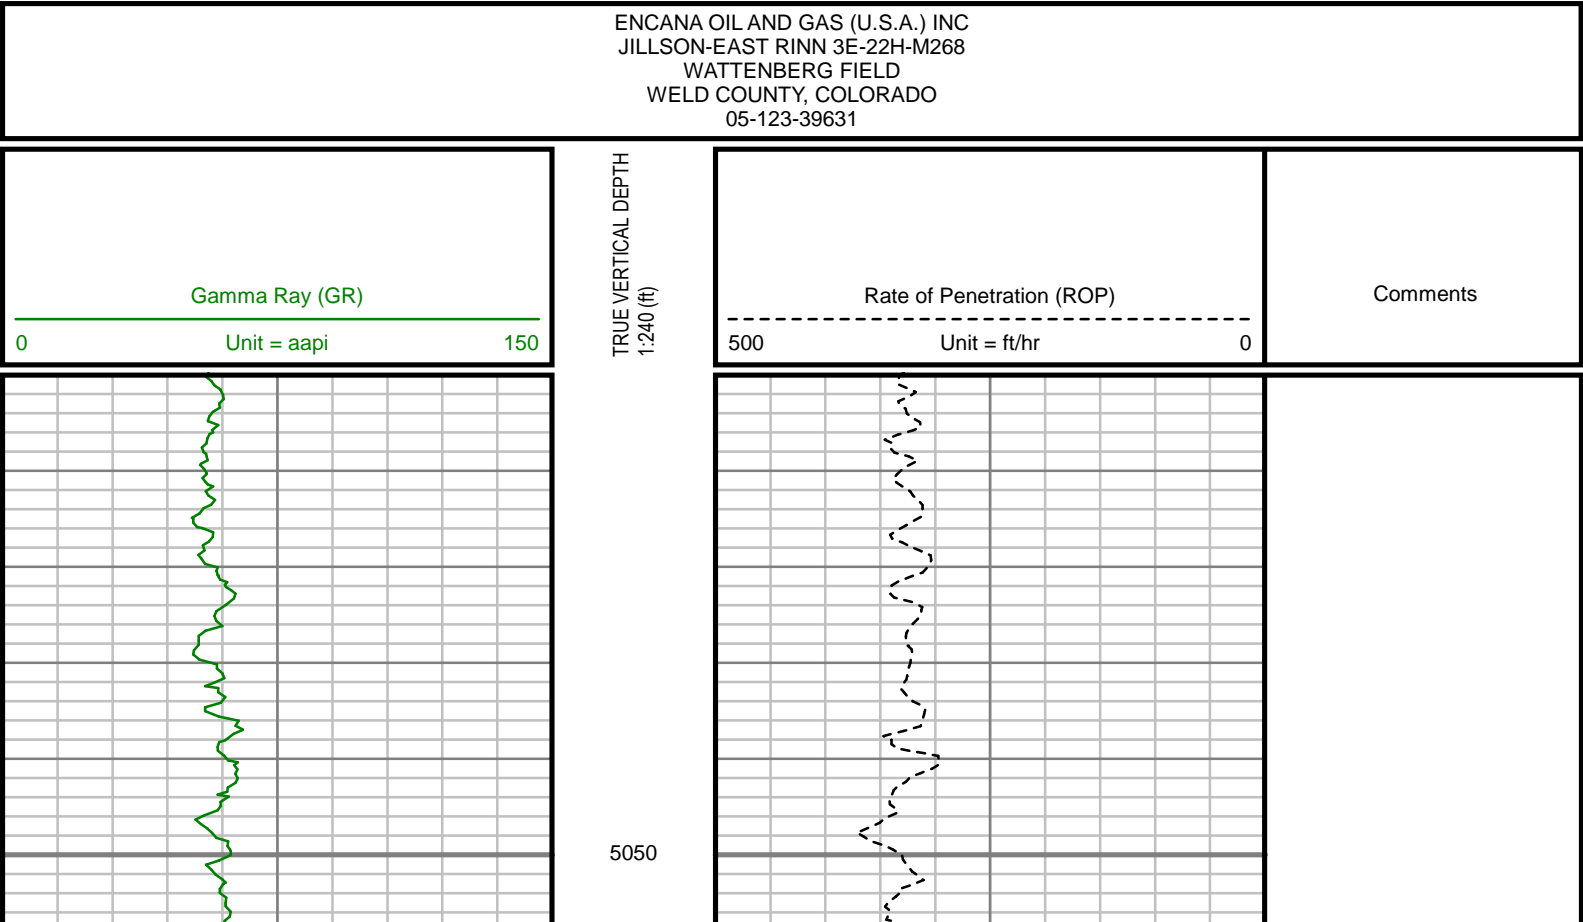 ENCANA OIL AND GAS (U.S.A.) INC
JILLSON-EAST RINN 3E-22H-M268
WATTENBERG FIELD
WELD COUNTY, COLORADO
05-123-39631
Gamma Ray (GR)
0 Unit = aapi 150
TRUE VERTICAL DEPTH
1:240 (ft)
Rate of Penetration (ROP)
500 Unit = ft/hr 0
Comments
5050